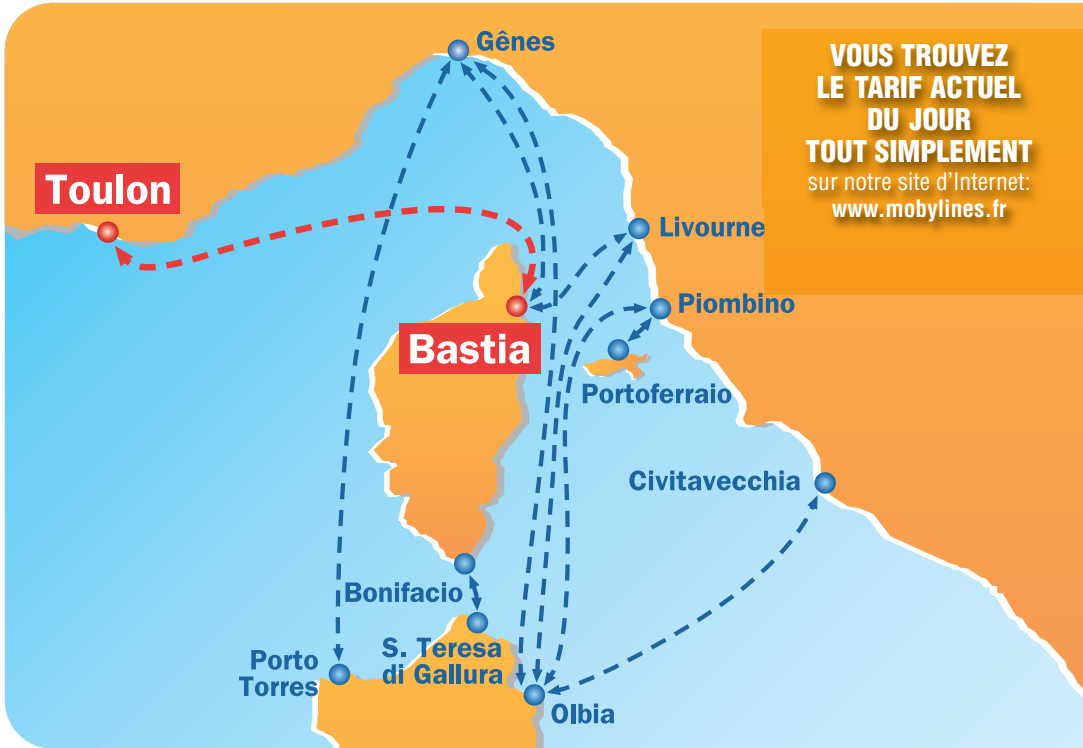 Gênes
VOUS TROUVEZ
LE TARIF ACTUEL
DU JOUR
TOUT SIMPLEMENT
sur notre site d'Internet:
www.mobylines.fr
Toulon
Livourne
Piombino
Bastia
Portoferraio
Civitavecchia
Bonifacio
S. Teresa
di Gallura
Porto
Torres
Olbia